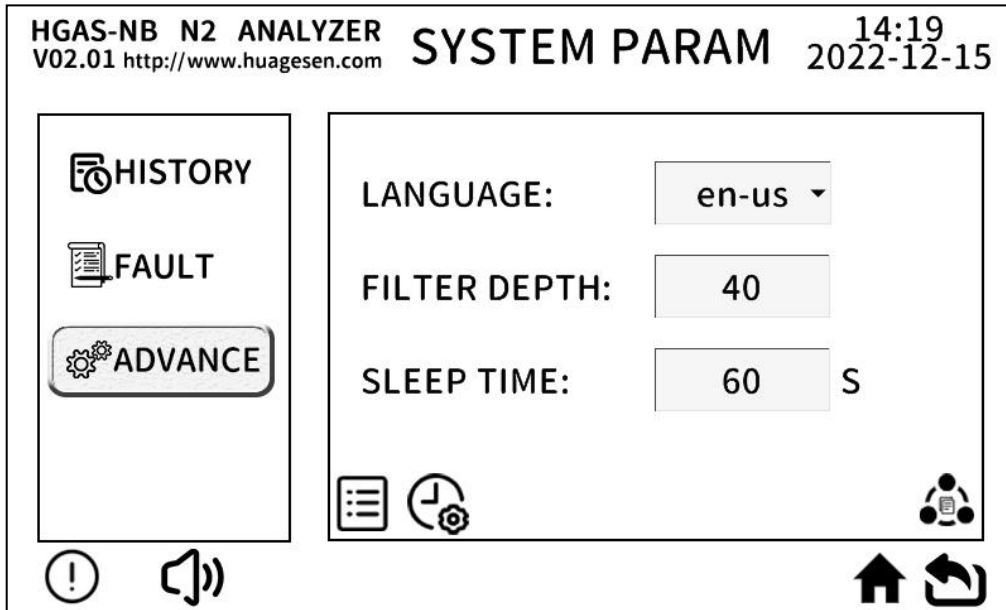 HGAS-NB N2 ANALYZER
V02.01 http://www.huagesen.com
SYSTEM PARAM
14:19
2022-12-15
HISTORY
FAULT
ADVANCE
LANGUAGE: en-us
FILTER DEPTH: 40
SLEEP TIME: 60 S